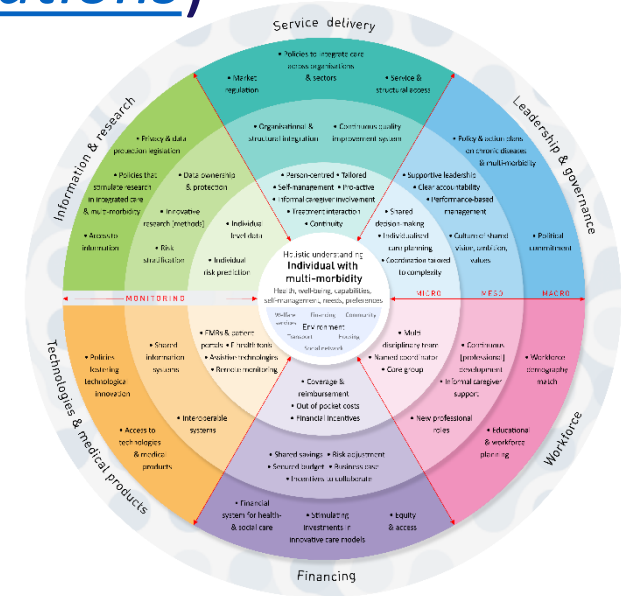 ations)
Service delivery
• Policies to integrate care
across organisations
& sectors
• Market
regulation
• Service &
structural access
• Organisational &
structural integration
• Continuous quality
improvement system
• Person-centred • Tailored
• Self-management • Pro-active
• Informal caregiver involvement
• Treatment interaction
• Continuity
Leadership & governance
• Policy & action plans
on chronic diseases
& multi-morbidity
• Political
commitment
• Supportive leadership
• Clear accountability
• Performance-based
management
• Culture of shared
vision, ambition,
values
• Shared
decision-making
• Individualised
care planning
• Coordination tailored
to complexity
Information & research
• Privacy & data
protection legislation
• Policies that
stimulate research
in integrated care
& multi-morbidity
• Access to
information
• Data ownership
& protection
• Innovative
research [methods]
• Risk
stratification
• Individual
level data
• Individual
risk prediction
Holistic understanding
Individual with
multi-morbidity
Health, well-being, capabilities,
self-management, needs, preferences
Welfare
services
Financing
Community
Environment
Transport
Housing
Social network
MONITORING
MICRO
MESO
MACRO
Technologies & medical products
• Policies
fostering
technological
innovation
• Access to
technologies
& medical
products
• Shared
information
systems
• Interoperable
systems
• EMRs & patient
portals • E-health tools
• Assistive technologies
• Remote monitoring
• Coverage &
reimbursement
• Out of pocket costs
• Financial incentives
• Shared savings • Risk adjustment
• Secured budget • Business case
• Incentives to collaborate
• Financial
system for health-
& social care
• Stimulating
investments in
innovative care models
• Equity
& access
Financing
• Multi
disciplinary team
• Named coordinator
• Core group
• Continuous
[professional]
development
• Informal caregiver
support
• New professional
roles
• Workforce
demography
match
• Educational
& workforce
planning
Workforce